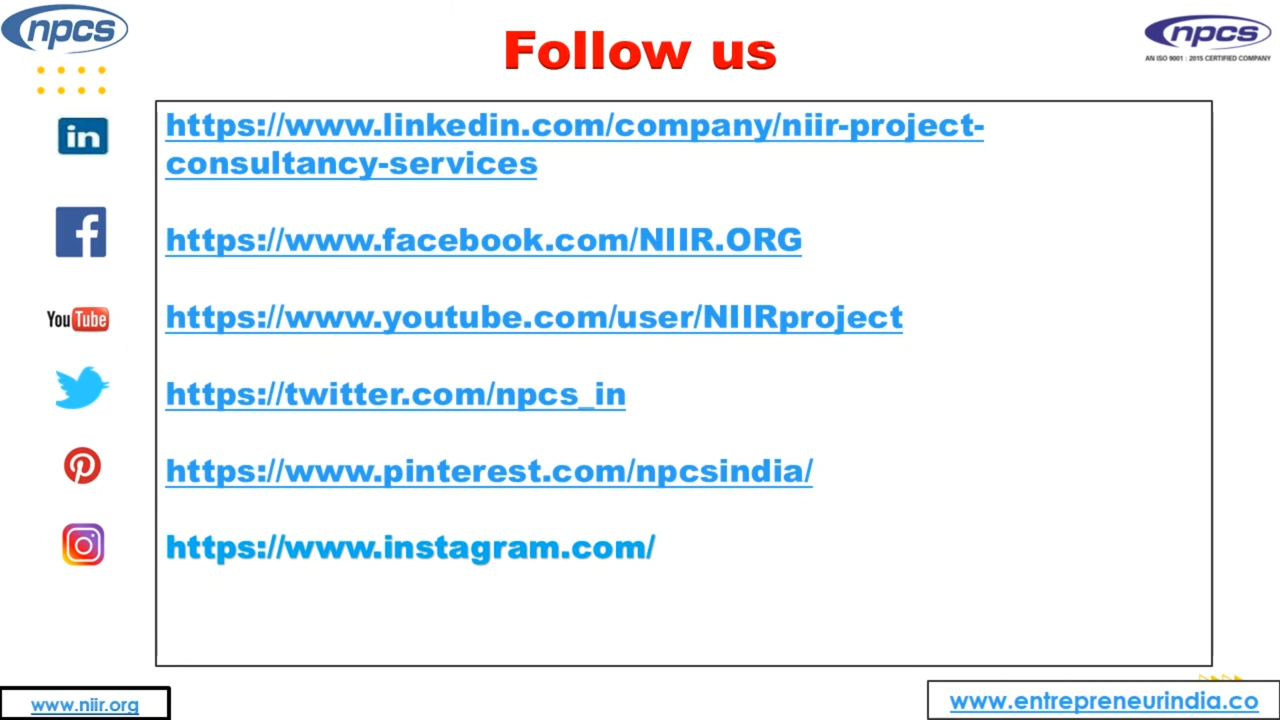 npcs
Follow us
npcs
AN ISO 9001 : 2015 CERTIFIED COMPANY
in
https://www.linkedin.com/company/niir-project-
consultancy-services
f
https://www.facebook.com/NIIR.ORG
YouTube
https://www.youtube.com/user/NIIRproject
https://twitter.com/npcs_in
https://www.pinterest.com/npcsindia/
https://www.instagram.com/
www.niir.org
www.entrepreneurindia.co